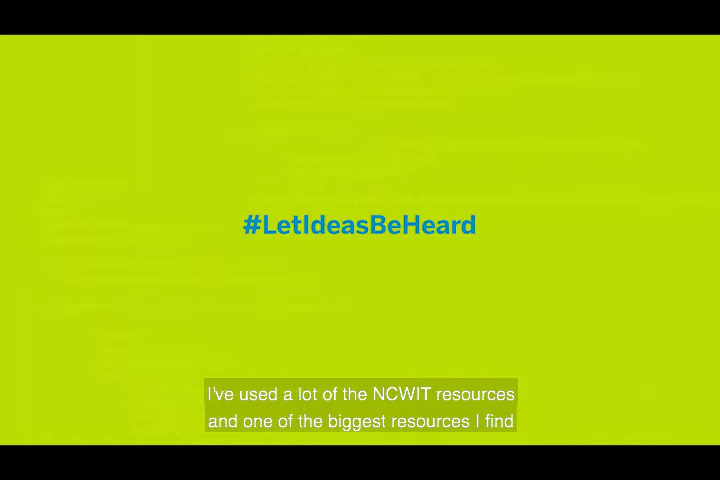 #LetIdeasBeHeard
I've used a lot of the NCWIT resources
and one of the biggest resources I find